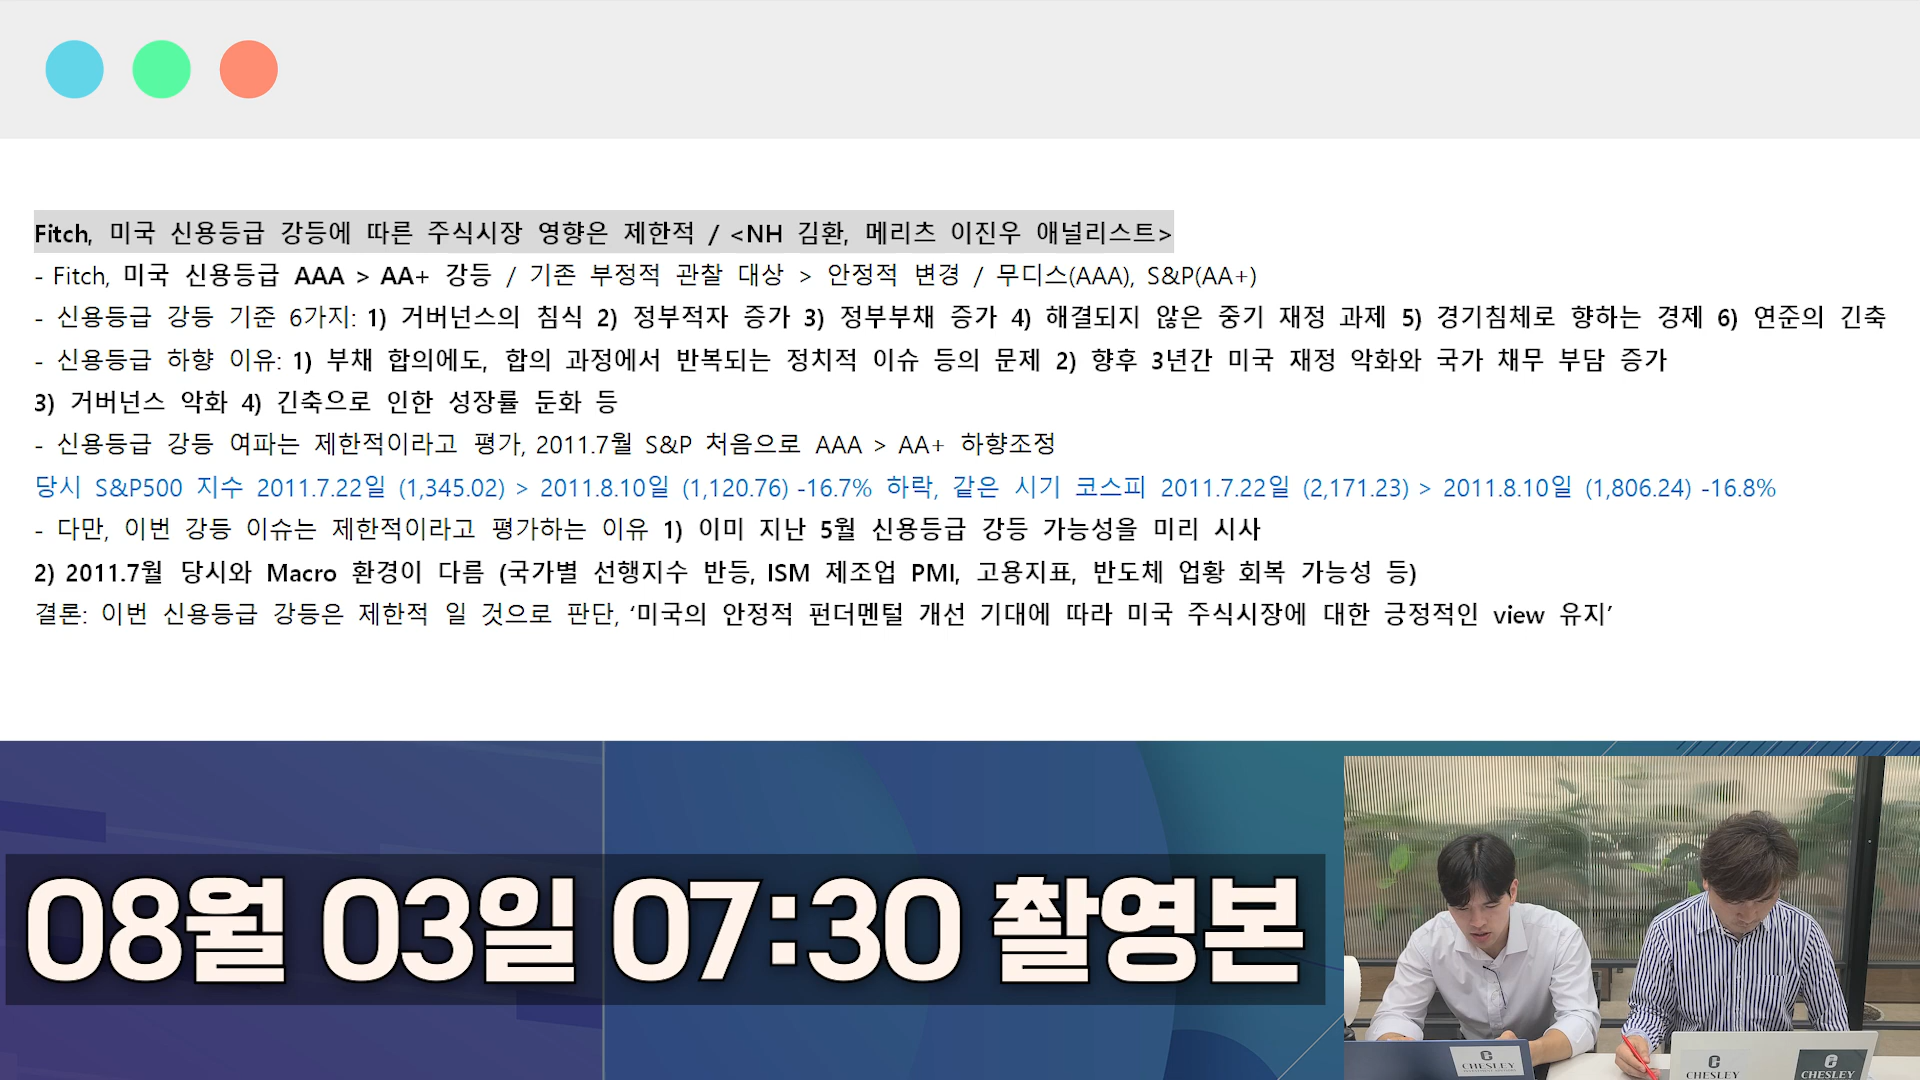 Fitch, 미국 신용등급 강등에 따른 주식시장 영향은 제한적 / <NH 김환, 메리츠 이진우 애널리스트>
- Fitch, 미국 신용등급 AAA > AA+ 강등 / 기존 부정적 관찰 대상 > 안정적 변경 / 무디스(AAA), S&P(AA+)
- 신용등급 강등 기준 6가지: 1) 거버넌스의 침식 2) 정부적자 증가 3) 정부부채 증가 4) 해결되지 않은 중기 재정 과제 5) 경기침체로 향하는 경제 6) 연준의 긴축
- 신용등급 하향 이유: 1) 부채 합의에도, 합의 과정에서 반복되는 정치적 이슈 등의 문제 2) 향후 3년간 미국 재정 악화와 국가 채무 부담 증가
3) 거버넌스 악화 4) 긴축으로 인한 성장률 둔화 등
- 신용등급 강등 여파는 제한적이라고 평가, 2011.7월 S&P 처음으로 AAA > AA+ 하향조정
당시 S&P500 지수 2011.7.22일 (1,345.02) > 2011.8.10일 (1,120.76) -16.7% 하락, 같은 시기 코스피 2011.7.22일 (2,171.23) > 2011.8.10일 (1,806.24) -16.8%
- 다만, 이번 강등 이슈는 제한적이라고 평가하는 이유 1) 이미 지난 5월 신용등급 강등 가능성을 미리 시사
2) 2011.7월 당시와 Macro 환경이 다름 (국가별 선행지수 반등, ISM 제조업 PMI, 고용지표, 반도체 업황 회복 가능성 등)
결론: 이번 신용등급 강등은 제한적 일 것으로 판단, ‘미국의 안정적 펀더멘털 개선 기대에 따라 미국 주식시장에 대한 긍정적인 view 유지’
08월 03일 07:30 촬영본
CHESLEY
CHESLEY
CHESLEY